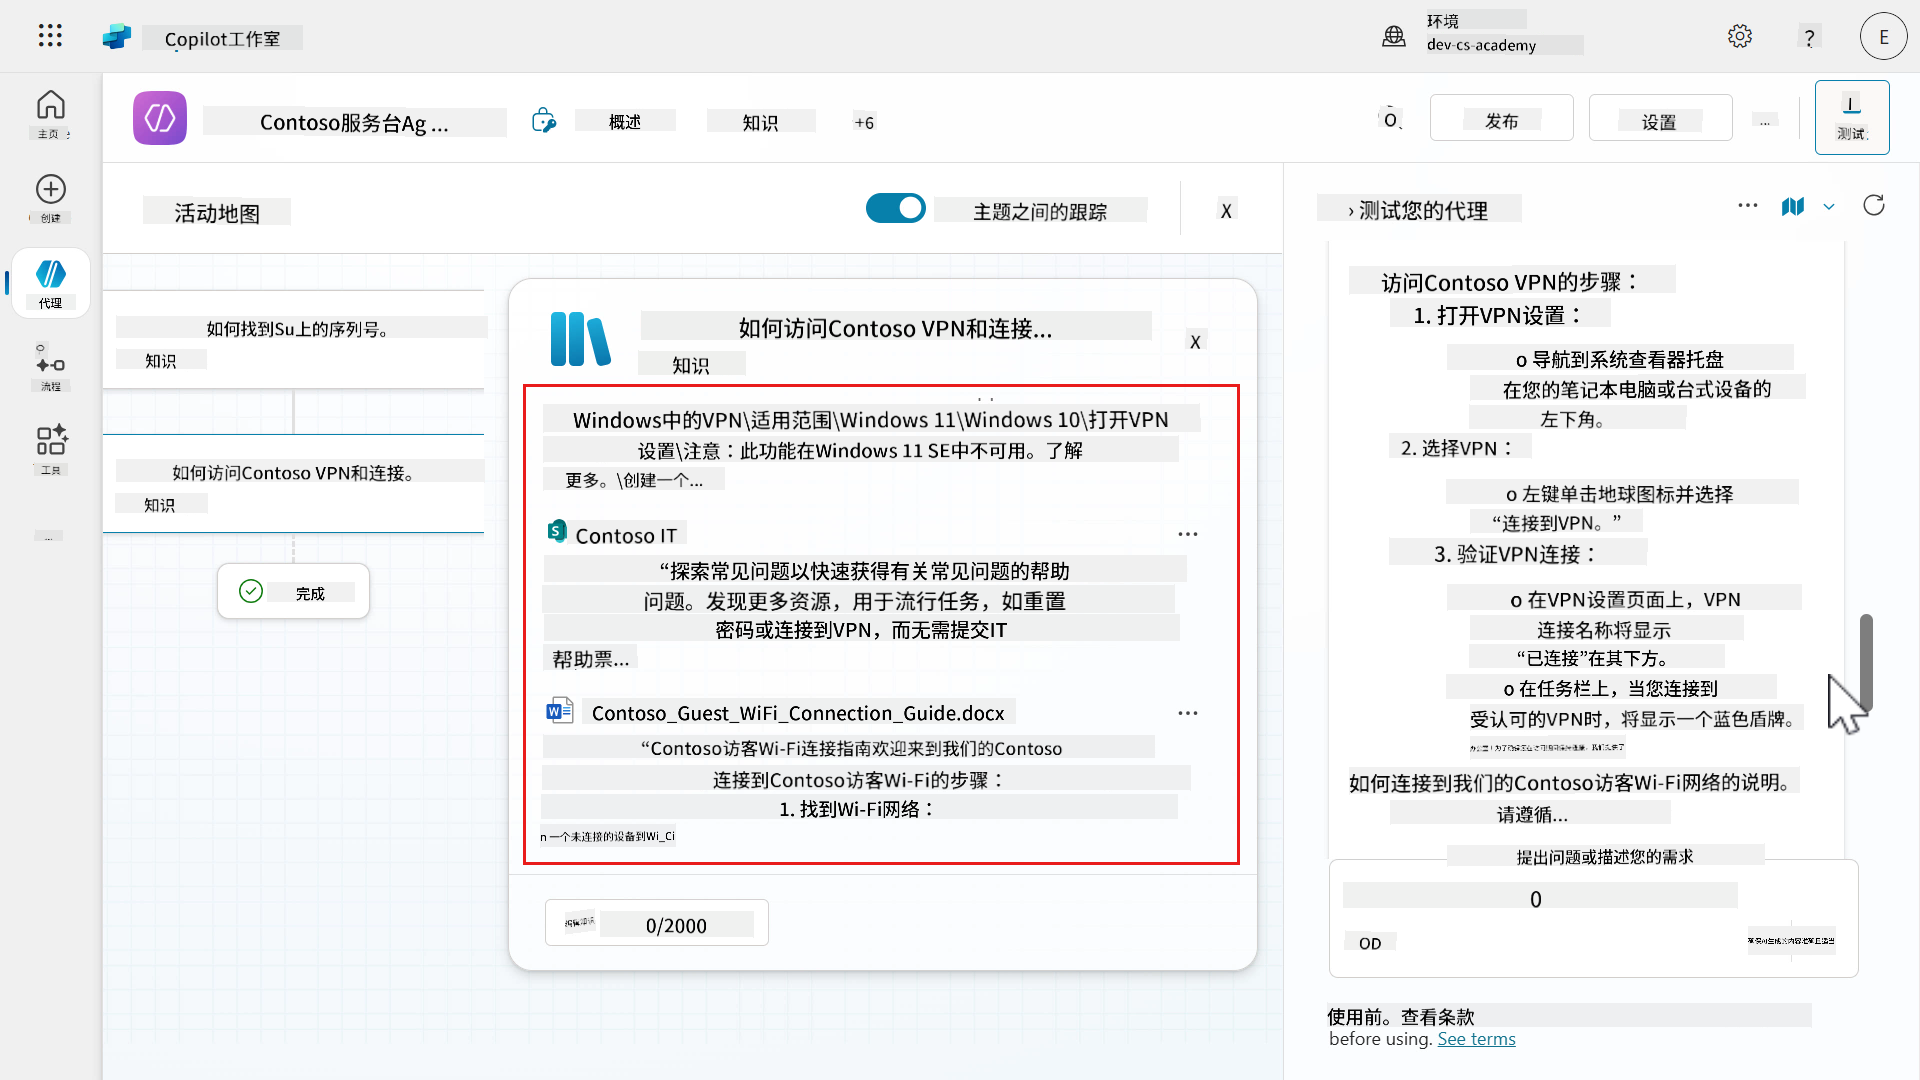 Copilot工作室
环境
dev-cs-academy
?
E
主页
创建
代理
流程
工具
...
Contoso服务台Ag ...
概述
知识
+6
发布
设置
...
测试
活动地图
主题之间的跟踪
X
如何找到Su上的序列号。
知识
如何访问Contoso VPN和连接。
知识
完成
如何访问Contoso VPN和连接...
知识
X
Windows中的VPN\适用范围\Windows 11\Windows 10\打开VPN
设置\注意：此功能在Windows 11 SE中不可用。了解
更多。\创建一个...
Contoso IT
“探索常见问题以快速获得有关常见问题的帮助
问题。发现更多资源，用于流行任务，如重置
密码或连接到VPN，而无需提交IT
帮助票...
Contoso_Guest_WiFi_Connection_Guide.docx
“Contoso访客Wi-Fi连接指南欢迎来到我们的Contoso
连接到Contoso访客Wi-Fi的步骤：
1. 找到Wi-Fi网络：
n 一个未连接的设备到Wi_Ci
0/2000
› 测试您的代理
访问Contoso VPN的步骤：
1. 打开VPN设置：
o 导航到系统查看器托盘
在您的笔记本电脑或台式设备的
左下角。
2. 选择VPN：
o 左键单击地球图标并选择
“连接到VPN。”
3. 验证VPN连接：
o 在VPN设置页面上，VPN
连接名称将显示
“已连接”在其下方。
o 在任务栏上，当您连接到
受认可的VPN时，将显示一个蓝色盾牌。
如何连接到我们的Contoso访客Wi-Fi网络的说明。
请遵循...
提出问题或描述您的需求
0
OD
使用前。查看条款
before using. See terms